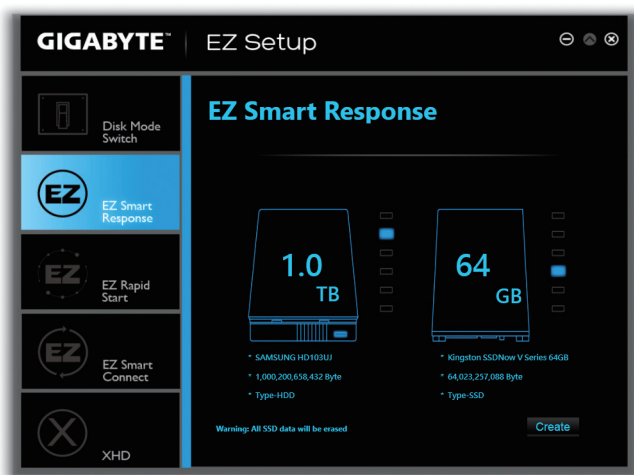 GIGABYTE™ EZ Setup
Disk Mode
Switch
EZ
EZ Smart
Response
EZ
EZ Rapid
Start
EZ
EZ Smart
Connect
X
XHD
EZ Smart Response
1.0
TB
64
GB
* SAMSUNG HD103UJ
* 1,000,200,658,432 Byte
* Type-HDD
* Kingston SSDNow V Series 64GB
* 64,023,257,088 Byte
* Type-SSD
Warning: All SSD data will be erased
Create